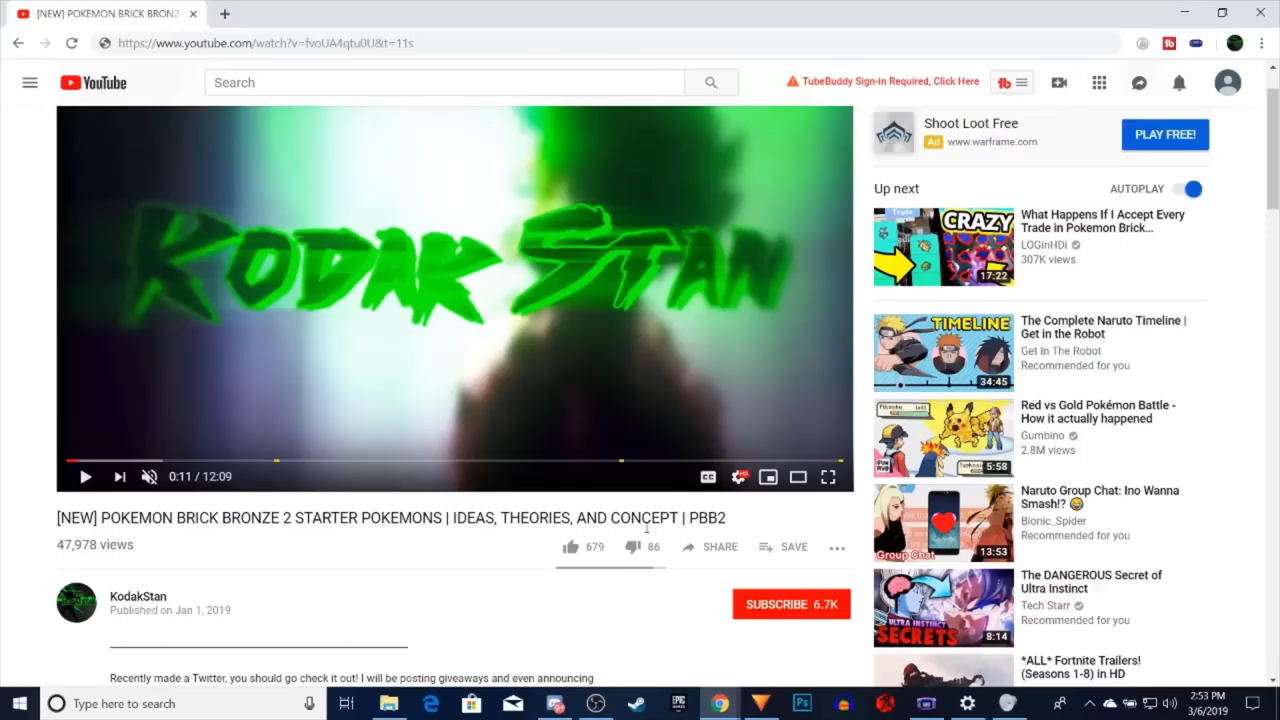 [NEW] POKEMON BRICK BRONZ
https://www.youtube.com/watch?v=fvoUA4qtu0U&t=11s
YouTube
Search
TubeBuddy Sign-in Required, Click Here
tb
KODAK STAN
Shoot Loot Free
Ad www.warframe.com
PLAY FREE!
Up next
AUTOPLAY
Trade
CRAZY
17:22
What Happens If I Accept Every
Trade in Pokemon Brick...
LOGinHDi
307K views
TIMELINE
34:45
The Complete Naruto Timeline |
Get in the Robot
Get In The Robot
Recommended for you
5:58
Red vs Gold Pokémon Battle -
How it actually happened
Gumbino
2.8M views
Group Chat
13:53
Naruto Group Chat: Ino Wanna
Smash!?
Bionic_Spider
Recommended for you
ULTRA INSTINCT
SECRETS
8:14
The DANGEROUS Secret of
Ultra Instinct
Tech Starr
Recommended for you
*ALL* Fortnite Trailers!
(Seasons 1-8) in HD
0:11 / 12:09
CC
HD
[NEW] POKEMON BRICK BRONZE 2 STARTER POKEMONS | IDEAS, THEORIES, AND CONCEPT | PBB2
47,978 views
679
86
SHARE
SAVE
KodakStan
Published on Jan 1, 2019
SUBSCRIBE 6.7K
Recently made a Twitter, you should go check it out! I will be posting giveaways and even announcing
Type here to search
EPIC
GAMES
Ps
2:53 PM
3/6/2019